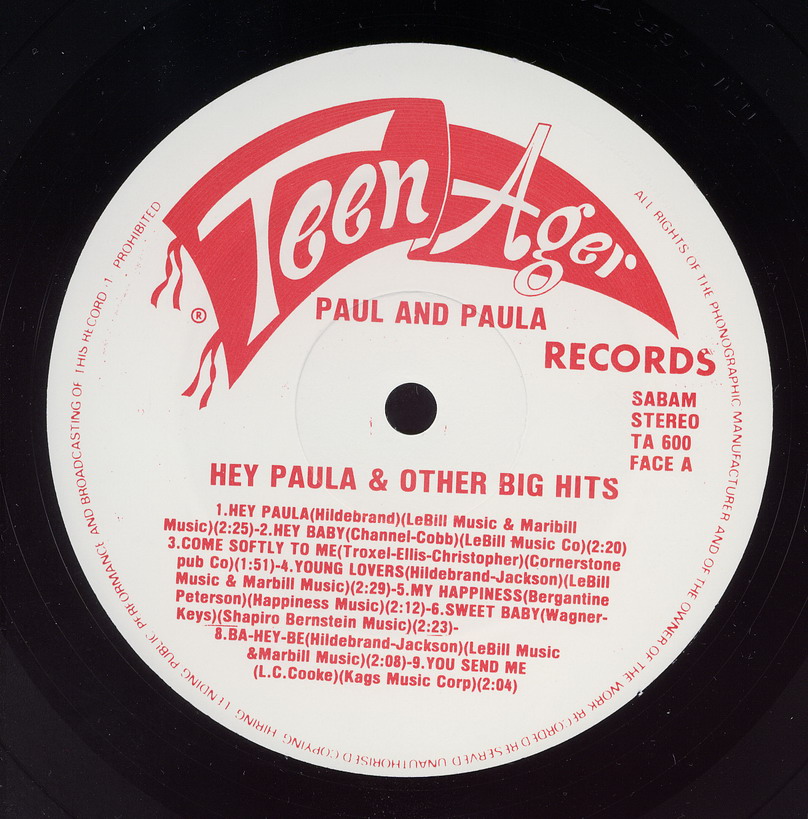 Teen Ager
®
PAUL AND PAULA
RECORDS
SABAM
STEREO
TA 600
FACE A
HEY PAULA & OTHER BIG HITS
1.HEY PAULA(Hildebrand)(LeBill Music & Maribill
Music)(2:25)-2.HEY BABY(Channel-Cobb)(LeBill Music Co)(2:20)
3.COME SOFTLY TO ME(Troxel-Ellis-Christopher)(Cornerstone
pub Co)(1:51)-4.YOUNG LOVERS(Hildebrand-Jackson)(LeBill
Music & Marbill Music)(2:29)-5.MY HAPPINESS(Bergantine
Peterson)(Happiness Music)(2:12)-6.SWEET BABY(Wagner-
Keys)(Shapiro Bernstein Music)(2:23)-
8.BA-HEY-BE(Hildebrand-Jackson)(LeBill Music
&Marbill Music)(2:08)-9.YOU SEND ME
(L.C.Cooke)(Kags Music Corp)(2:04)
ALL RIGHTS OF THE PHONOGRAPHIC MANUFACTURER AND OF THE OWNER OF THE WORK RECORDED RESERVED UNAUTHORISED COPYING HIRING LENDING PUBLIC PERFORMANCE AND BROADCASTING OF THIS RECORD 1 PROHIBITED